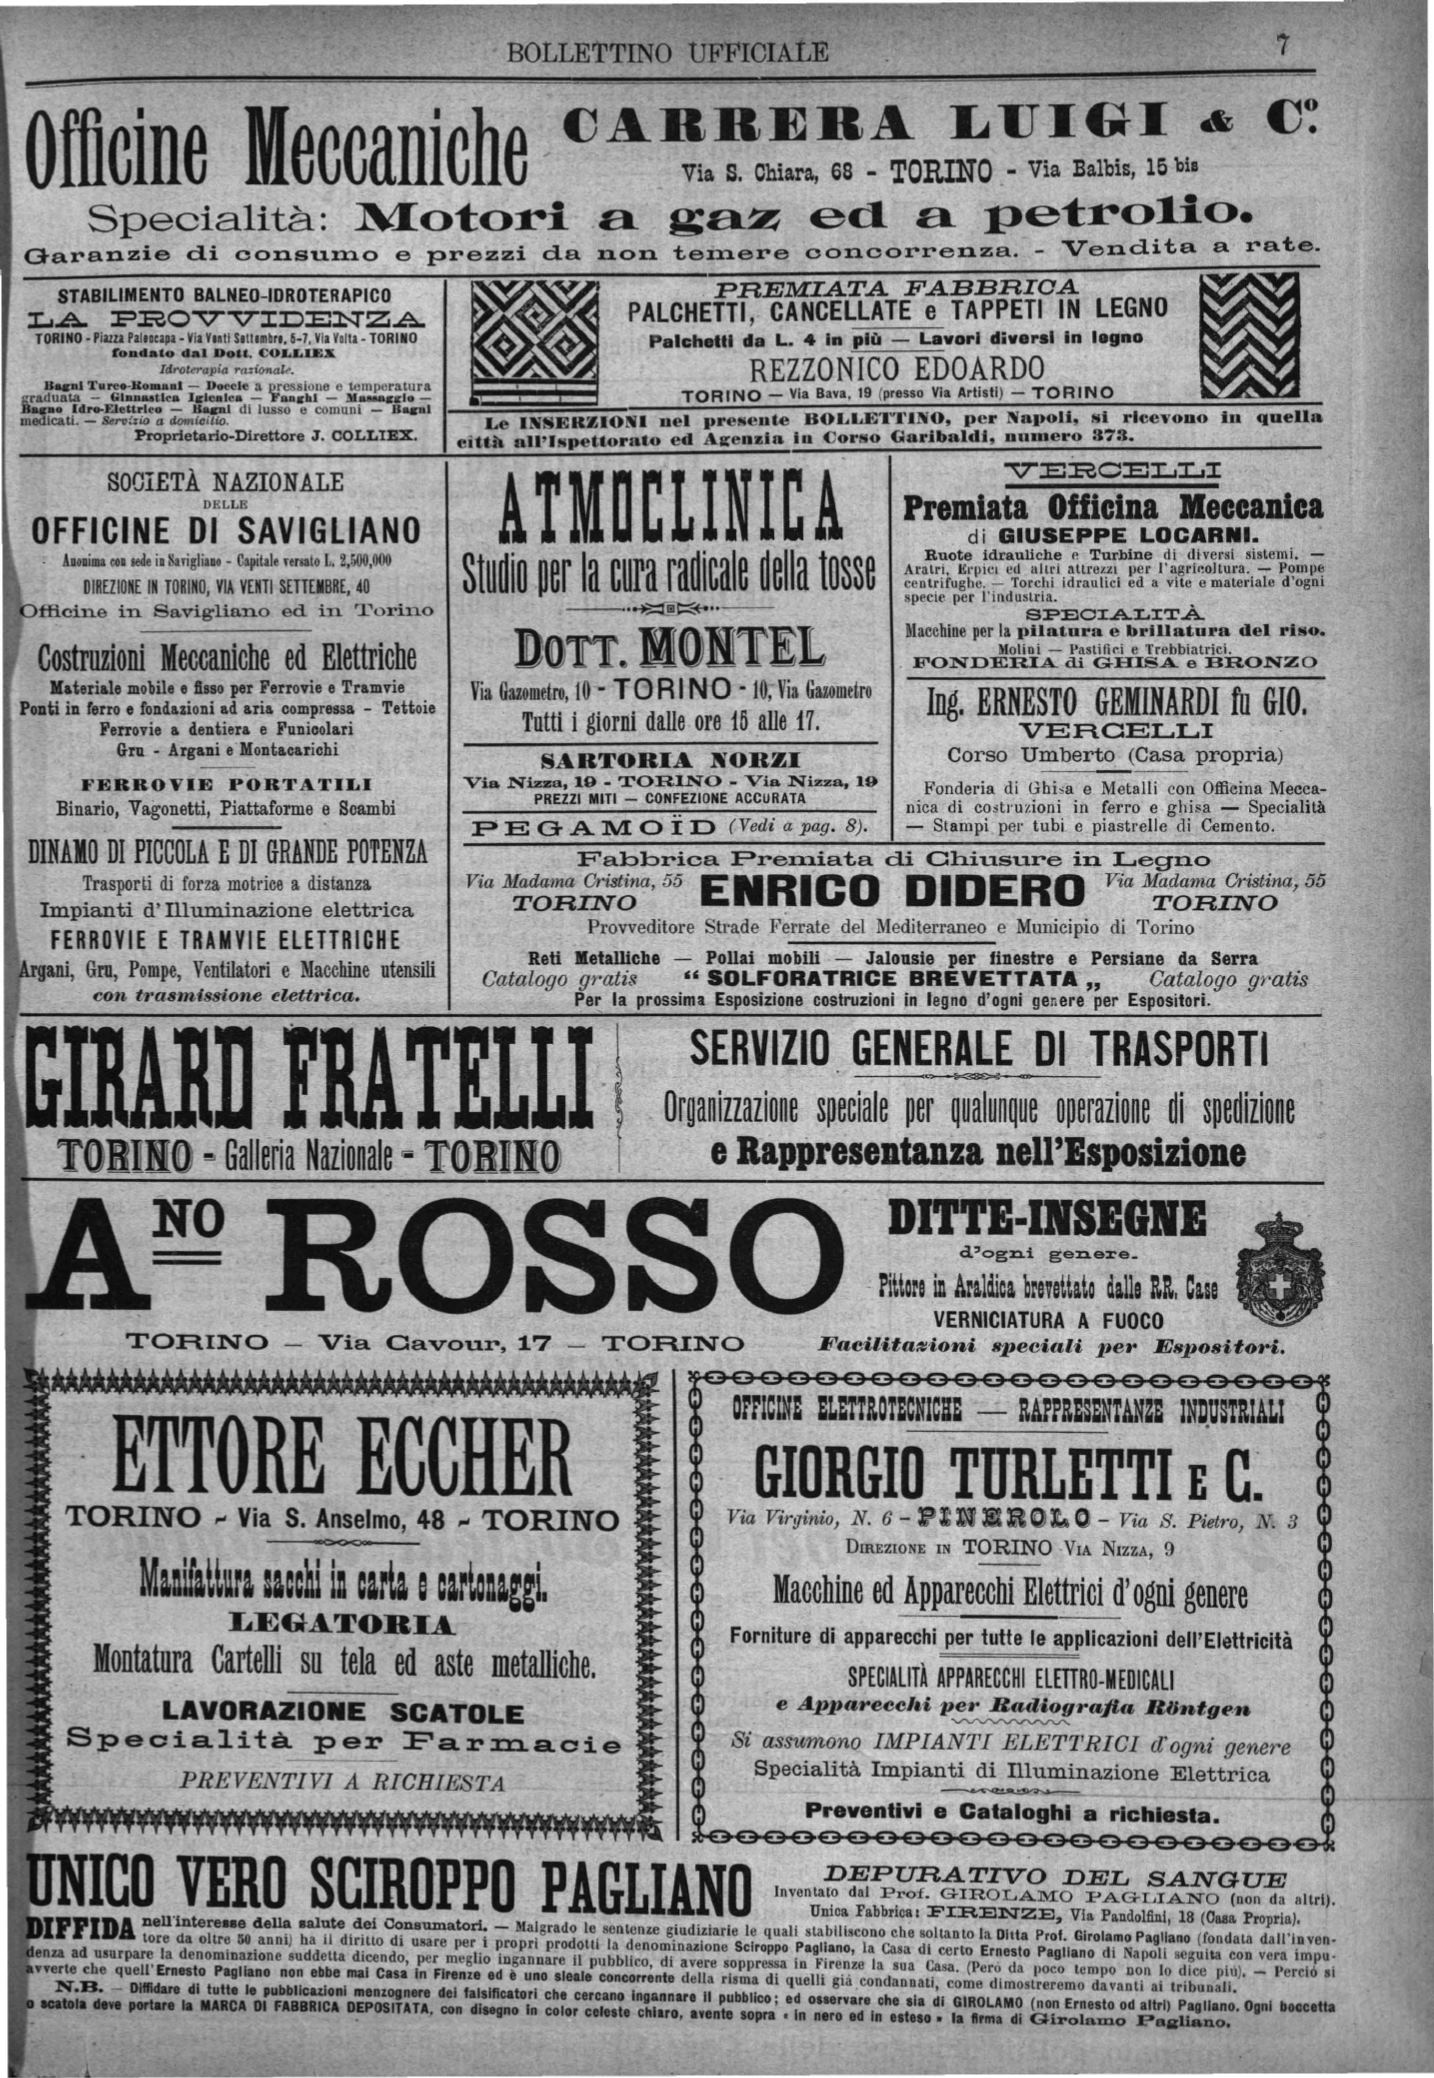 BOLLETTINO UFFICIALE
7
Officine Meccaniche CARRERA LUIGI & Cº.
Via S. Chiara, 68 - TORINO - Via Balbis, 15 bis
Specialità: Motori a gaz ed a petrolio.
Garanzie di consumo e prezzi da non temere concorrenza. - Vendita a rate.
STABILIMENTO BALNEO-IDROTERAPICO
LA PROVVIDENZA
TORINO - Piazza Paleocapa - Via Venti Settembre, 5-7, Via Volta - TORINO
fondato dal Dott. COLLIEX
Idroterapia razionale.
Bagni Turco-Romani — Doccie a pressione e temperatura
graduata — Ginnastica Igienica — Fanghi — Massaggio —
Bagno Idro-Elettrico — Bagni di lusso e comuni — Bagni
medicati. — Servizio a domicilio.
Proprietario-Direttore J. COLLIEX.
PREMIATA FABBRICA
PALCHETTI, CANCELLATE e TAPPETI IN LEGNO
Palchetti da L. 4 in più — Lavori diversi in legno
REZZONICO EDOARDO
TORINO — Via Bava, 19 (presso Via Artisti) — TORINO
Le INSERZIONI nel presente BOLLETTINO, per Napoli, si ricevono in quella
città all'Ispettorato ed Agenzia in Corso Garibaldi, numero 373.
SOCIETÀ NAZIONALE
DELLE
OFFICINE DI SAVIGLIANO
Anonima con sede in Savigliano - Capitale versato L. 2,500,000
DIREZIONE IN TORINO, VIA VENTI SETTEMBRE, 40
Officine in Savigliano ed in Torino
Costruzioni Meccaniche ed Elettriche
Materiale mobile e fisso per Ferrovie e Tramvie
Ponti in ferro e fondazioni ad aria compressa - Tettoie
Ferrovie a dentiera e Funicolari
Gru - Argani e Montacarichi
FERROVIE PORTATILI
Binario, Vagonetti, Piattaforme e Scambi
DINAMO DI PICCOLA E DI GRANDE POTENZA
Trasporti di forza motrice a distanza
Impianti d'Illuminazione elettrica
FERROVIE E TRAMVIE ELETTRICHE
Argani, Gru, Pompe, Ventilatori e Macchine utensili
con trasmissione elettrica.
ATMOCLINICA
Studio per la cura radicale della tosse
DOTT. MONTEL
Via Gazometro, 10 - TORINO - 10, Via Gazometro
Tutti i giorni dalle ore 15 alle 17.
SARTORIA NORZI
Via Nizza, 19 - TORINO - Via Nizza, 19
PREZZI MITI — CONFEZIONE ACCURATA
PEGAMOÏD (Vedi a pag. 8).
VERCELLI
Premiata Officina Meccanica
di GIUSEPPE LOCARNI.
Ruote idrauliche e Turbine di diversi sistemi. —
Aratri, Erpici ed altri attrezzi per l'agricoltura. — Pompe
centrifughe. — Torchi idraulici ed a vite e materiale d'ogni
specie per l'industria.
SPECIALITÀ
Macchine per la pilatura e brillatura del riso.
Molini — Pastifici e Trebbiatrici.
FONDERIA di GHISA e BRONZO
Ing. ERNESTO GEMINARDI fu GIO.
VERCELLI
Corso Umberto (Casa propria)
Fonderia di Ghisa e Metalli con Officina Mecca-
nica di costruzioni in ferro e ghisa — Specialità
— Stampi per tubi e piastrelle di Cemento.
Fabbrica Premiata di Chiusure in Legno
Via Madama Cristina, 55 ENRICO DIDERO Via Madama Cristina, 55
TORINO TORINO
Provveditore Strade Ferrate del Mediterraneo e Municipio di Torino
Reti Metalliche — Pollai mobili — Jalousie per finestre e Persiane da Serra
Catalogo gratis “ SOLFORATRICE BREVETTATA „ Catalogo gratis
Per la prossima Esposizione costruzioni in legno d'ogni genere per Espositori.
GIRARD FRATELLI
TORINO - Galleria Nazionale - TORINO
SERVIZIO GENERALE DI TRASPORTI
Organizzazione speciale per qualunque operazione di spedizione
e Rappresentanza nell'Esposizione
Aᴺᴼ ROSSO
TORINO — Via Cavour, 17 — TORINO
DITTE-INSEGNE
d'ogni genere.
Pittore in Araldica brevettato dalle RR. Case
VERNICIATURA A FUOCO
Facilitazioni speciali per Espositori.
ETTORE ECCHER
TORINO - Via S. Anselmo, 48 - TORINO
Manifattura sacchi in carta e cartonaggi.
LEGATORIA
Montatura Cartelli su tela ed aste metalliche.
LAVORAZIONE SCATOLE
Specialità per Farmacie
PREVENTIVI A RICHIESTA
OFFICINE ELETTROTECNICHE — RAPPRESENTANZE INDUSTRIALI
GIORGIO TURLETTI E C.
Via Virginio, N. 6 - PINEROLO - Via S. Pietro, N. 3
DIREZIONE IN TORINO VIA NIZZA, 9
Macchine ed Apparecchi Elettrici d'ogni genere
Forniture di apparecchi per tutte le applicazioni dell'Elettricità
SPECIALITÀ APPARECCHI ELETTRO-MEDICALI
e Apparecchi per Radiografia Röntgen
Si assumono IMPIANTI ELETTRICI d'ogni genere
Specialità Impianti di Illuminazione Elettrica
Preventivi e Cataloghi a richiesta.
UNICO VERO SCIROPPO PAGLIANO
DEPURATIVO DEL SANGUE
Inventato dal Prof. GIROLAMO PAGLIANO (non da altri).
Unica Fabbrica: FIRENZE, Via Pandolfini, 18 (Casa Propria).
DIFFIDA nell'interesse della salute dei Consumatori. — Malgrado le sentenze giudiziarie le quali stabiliscono che soltanto la Ditta Prof. Girolamo Pagliano (fondata dall'inven-
tore da oltre 50 anni) ha il diritto di usare per i propri prodotti la denominazione Sciroppo Pagliano, la Casa di certo Ernesto Pagliano di Napoli seguita con vera impu-
denza ad usurpare la denominazione suddetta dicendo, per meglio ingannare il pubblico, di avere soppressa in Firenze la sua Casa. (Però da poco tempo non lo dice più). — Perciò si
avverte che quell'Ernesto Pagliano non ebbe mai Casa in Firenze ed è uno sleale concorrente della risma di quelli già condannati, come dimostreremo davanti ai tribunali.
N.B. — Diffidare di tutte le pubblicazioni menzognere dei falsificatori che cercano ingannare il pubblico; ed osservare che sia di GIROLAMO (non Ernesto od altri) Pagliano. Ogni boccetta
o scatola deve portare la MARCA DI FABBRICA DEPOSITATA, con disegno in color celeste chiaro, avente sopra « in nero ed in esteso » la firma di Girolamo Pagliano.